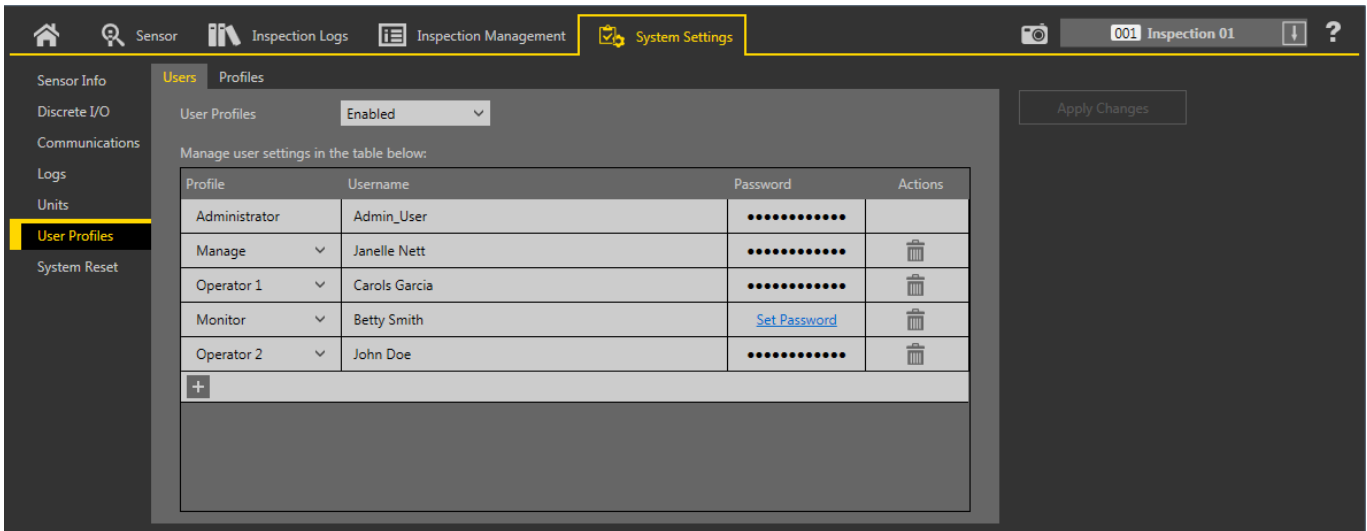 Sensor Inspection Logs Inspection Management System Settings 001 Inspection 01 ?
Sensor Info
Discrete I/O
Communications
Logs
Units
User Profiles
System Reset
Users Profiles
User Profiles Enabled
Manage user settings in the table below:
Profile Username Password Actions
Administrator Admin_User ••••••••••••
Manage Janelle Nett ••••••••••••
Operator 1 Carols Garcia ••••••••••••
Monitor Betty Smith Set Password
Operator 2 John Doe ••••••••••••
+
Apply Changes